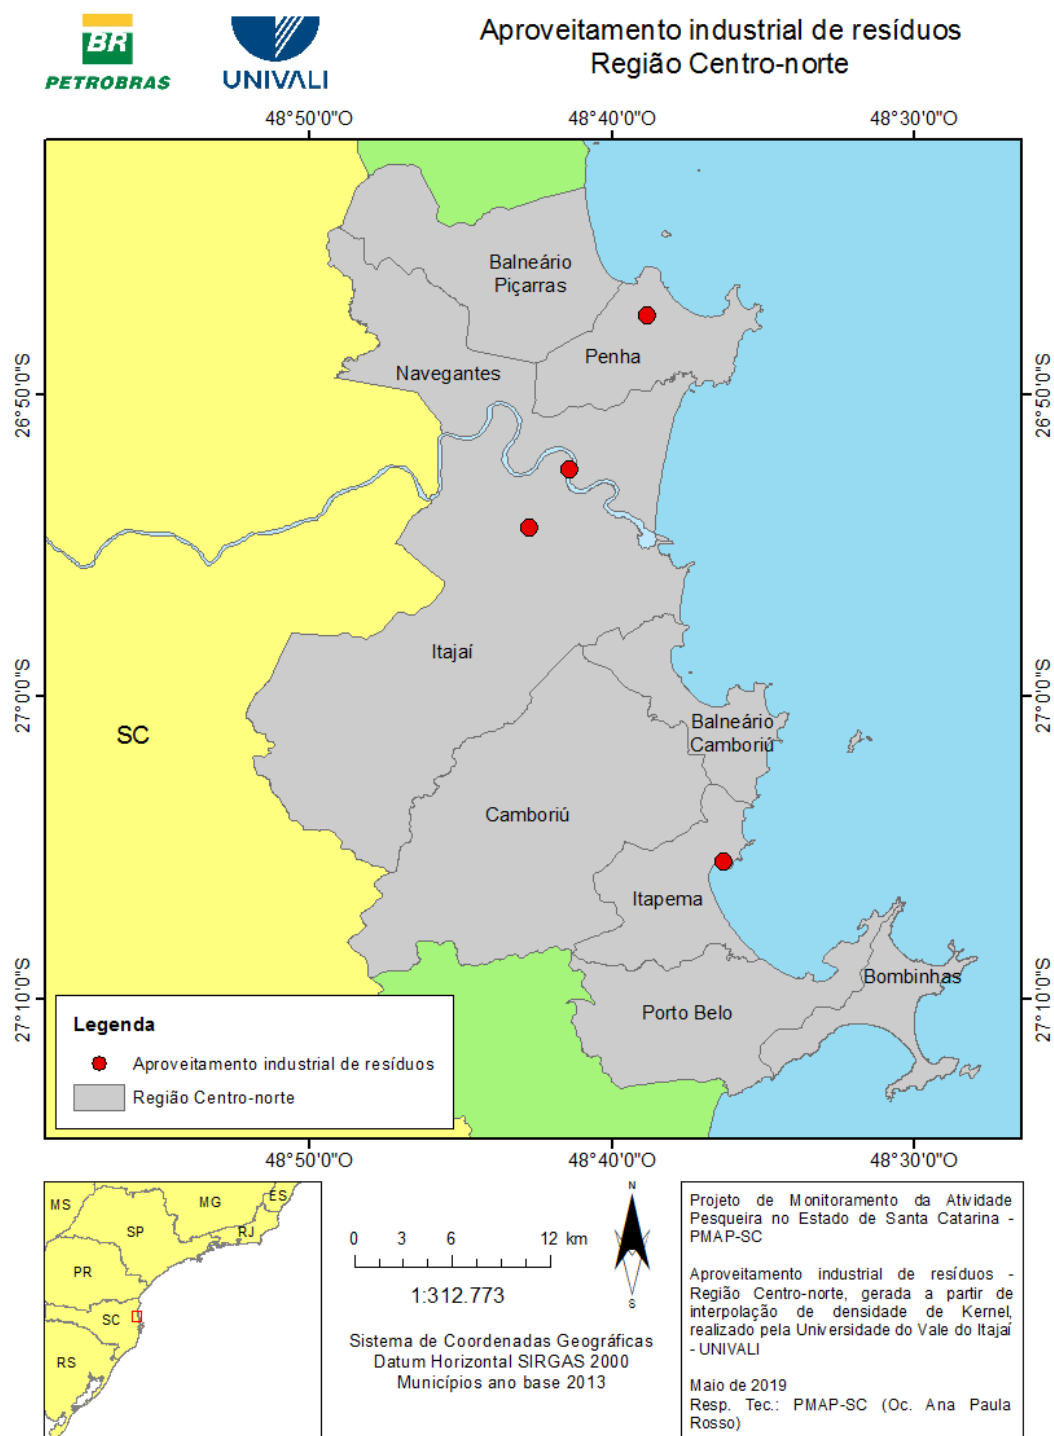 BR
PETROBRAS
UNIVALI
Aproveitamento industrial de resíduos
Região Centro-norte
48°50'0"O
48°40'0"O
48°30'0"O
26°50'0"S
26°50'0"S
27°0'0"S
27°0'0"S
27°10'0"S
27°10'0"S
Balneário
Piçarras
Penha
Navegantes
Itajaí
SC
Balneário
Camboriú
Camboriú
Itapema
Bombinhas
Porto Belo
Legenda
Aproveitamento industrial de resíduos
Região Centro-norte
48°50'0"O
48°40'0"O
48°30'0"O
MS
MG
ES
SP
RJ
PR
SC
RS
0 3 6 12 km
1:312.773
N
S
Sistema de Coordenadas Geográficas
Datum Horizontal SIRGAS 2000
Municípios ano base 2013
Projeto de Monitoramento da Atividade
Pesqueira no Estado de Santa Catarina -
PMAP-SC
Aproveitamento industrial de resíduos -
Região Centro-norte, gerada a partir de
interpolação de densidade de Kernel,
realizado pela Universidade do Vale do Itajaí
- UNIVALI
Maio de 2019
Resp. Tec.: PMAP-SC (Oc. Ana Paula
Rosso)